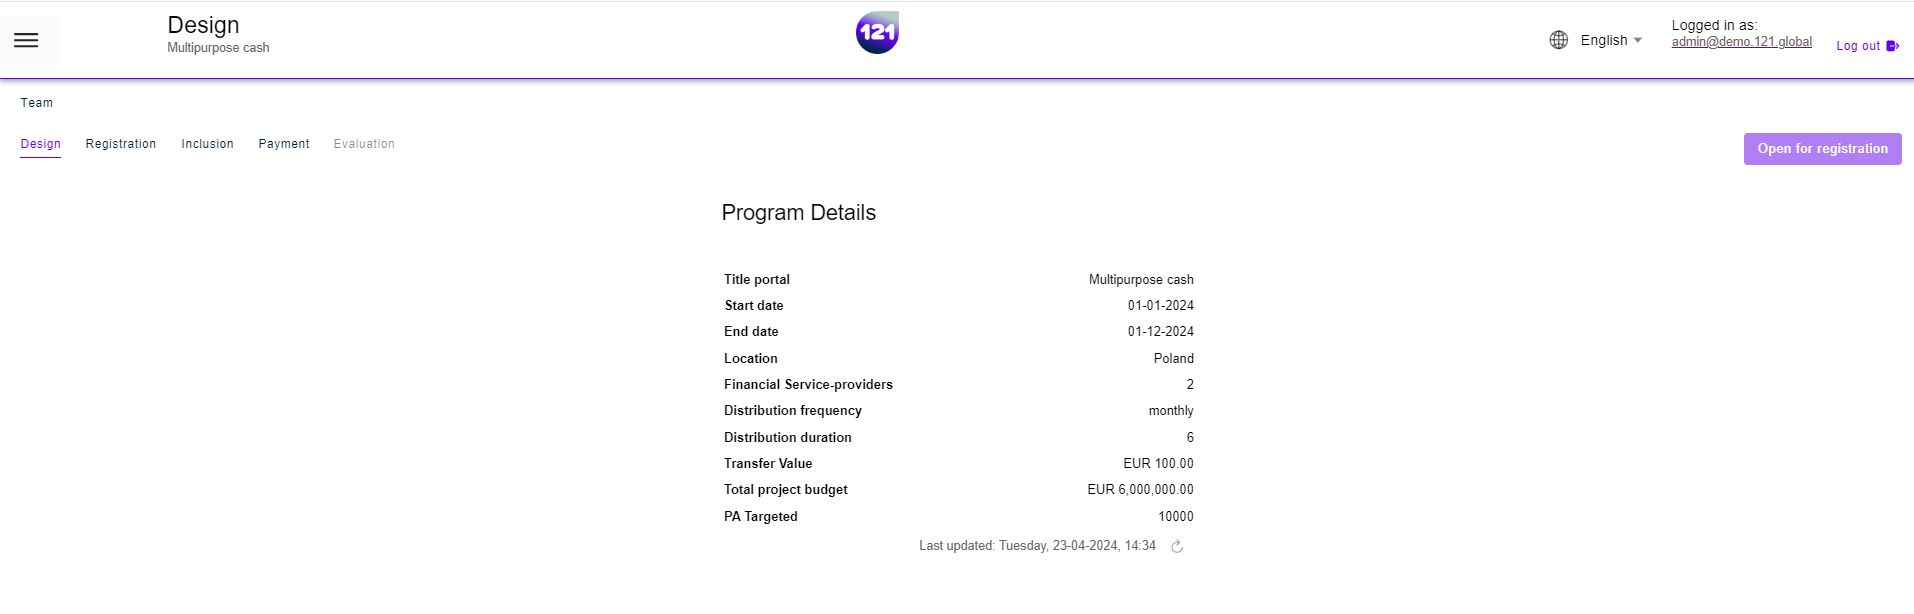 Design
Multipurpose cash
121
English
Logged in as:
admin@demo.121.global
Log out
Team
Design Registration Inclusion Payment Evaluation
Open for registration
Program Details
Title portal Multipurpose cash
Start date 01-01-2024
End date 01-12-2024
Location Poland
Financial Service-providers 2
Distribution frequency monthly
Distribution duration 6
Transfer Value EUR 100.00
Total project budget EUR 6,000,000.00
PA Targeted 10000
Last updated: Tuesday, 23-04-2024, 14:34